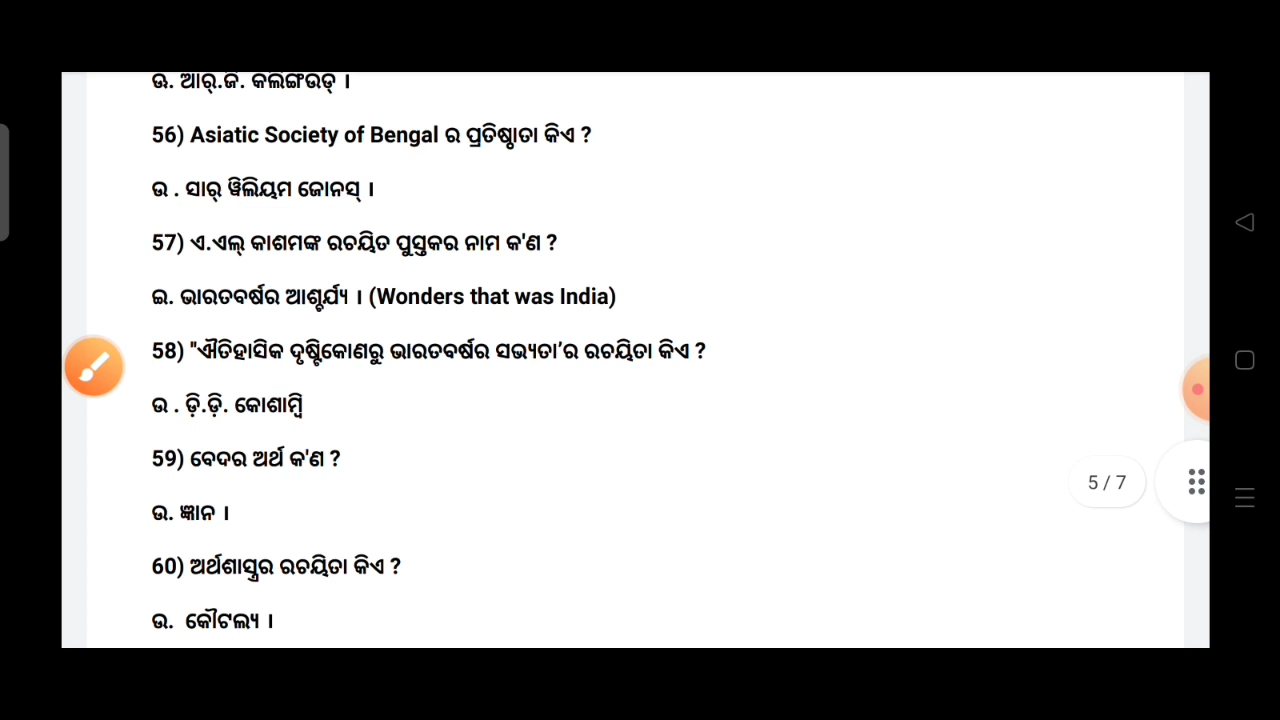 ଊ. ଆର୍.ଜି. କଲିଙ୍ଗଉଡ୍ ।
56) Asiatic Society of Bengal ର ପ୍ରତିଷ୍ଠାତା କିଏ ?
ଉ . ସାର୍ ୱିଲିୟମ ଜୋନସ୍ ।
57) ଏ.ଏଲ୍ କାଶମଙ୍କ ରଚୟିତ ପୁସ୍ତକର ନାମ କ'ଣ ?
ଇ. ଭାରତବର୍ଷର ଆଶ୍ଚର୍ଯ୍ୟ । (Wonders that was India)
58) "ଐତିହାସିକ ଦୃଷ୍ଟିକୋଣରୁ ଭାରତବର୍ଷର ସଭ୍ୟତା’ର ରଚୟିତା କିଏ ?
ଉ . ଡ଼ି.ଡ଼ି. କୋଶାମ୍ବି
59) ବେଦର ଅର୍ଥ କ'ଣ ?
ଉ. ଜ୍ଞାନ ।
5 / 7
60) ଅର୍ଥଶାସ୍ତ୍ରର ରଚୟିତା କିଏ ?
ଉ. କୌଟଲ୍ୟ ।